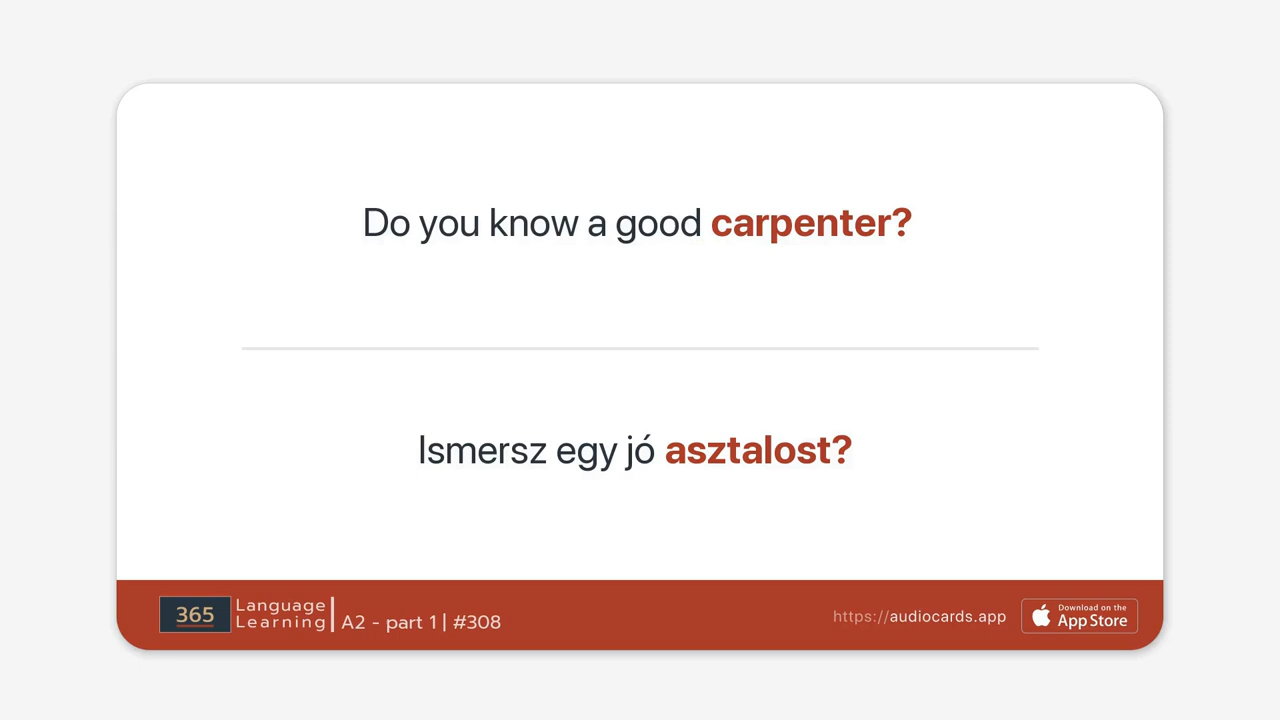 Do you know a good carpenter?
Ismersz egy jó asztalost?
365 Language Learning
A2 - part 1 | #308
https://audiocards.app
Download on the App Store